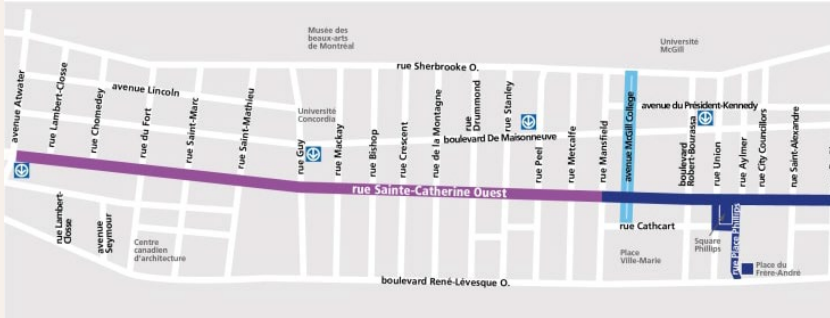 Musée des
beaux-arts
de Montréal
Université
McGill
rue Sherbrooke O.
avenue Atwater
rue Lambert-Closse
rue Chomedey
avenue Lincoln
rue du Fort
rue Saint-Marc
rue Saint-Mathieu
Université
Concordia
rue Guy
rue Mackay
rue Bishop
rue Crescent
rue de la Montagne
rue
Drummond
rue Stanley
boulevard De Maisonneuve
rue Peel
rue Metcalfe
rue Mansfield
avenue McGill College
avenue du Président-Kennedy
boulevard
Robert-Bourassa
rue Union
rue Aylmer
rue City Councillors
rue Saint-Alexandre
rue Sainte-Catherine Ouest
rue Lambert-
Closse
avenue
Seymour
Centre
canadien
d'architecture
rue Cathcart
Place
Ville-Marie
Square
Phillips
rue Place Phillips
Place du
Frère-André
boulevard René-Lévesque O.